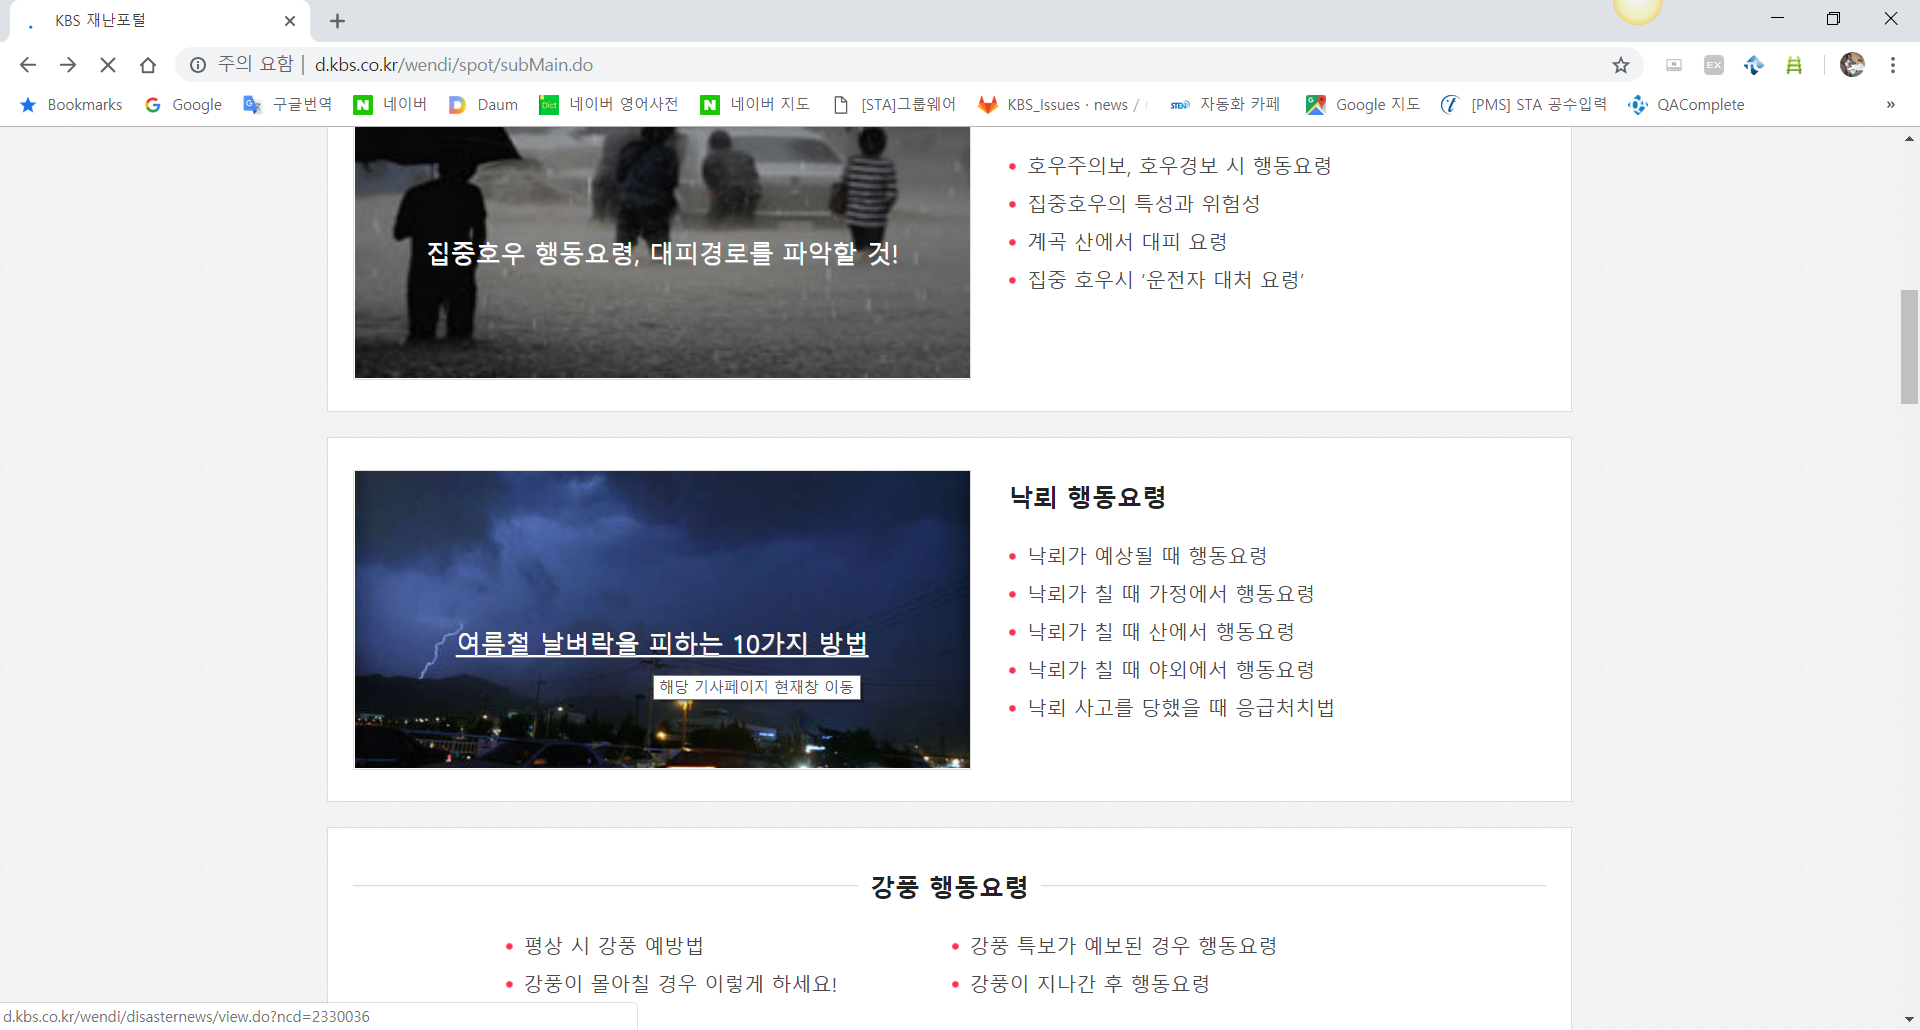 KBS 재난포털
주의 요함 | d.kbs.co.kr/wendi/spot/subMain.do
EX
Bookmarks Google 구글번역 네이버 Daum 네이버 영어사전 네이버 지도 [STA]그룹웨어 KBS_Issues · news / 자동화 카페 Google 지도 [PMS] STA 공수입력 QAComplete »
집중호우 행동요령, 대피경로를 파악할 것!
호우주의보, 호우경보 시 행동요령
집중호우의 특성과 위험성
계곡 산에서 대피 요령
집중 호우시 ‘운전자 대처 요령’
여름철 날벼락을 피하는 10가지 방법
해당 기사페이지 현재창 이동
낙뢰 행동요령
낙뢰가 예상될 때 행동요령
낙뢰가 칠 때 가정에서 행동요령
낙뢰가 칠 때 산에서 행동요령
낙뢰가 칠 때 야외에서 행동요령
낙뢰 사고를 당했을 때 응급처치법
강풍 행동요령
평상 시 강풍 예방법
강풍 특보가 예보된 경우 행동요령
강풍이 몰아칠 경우 이렇게 하세요!
강풍이 지나간 후 행동요령
d.kbs.co.kr/wendi/disasternews/view.do?ncd=2330036